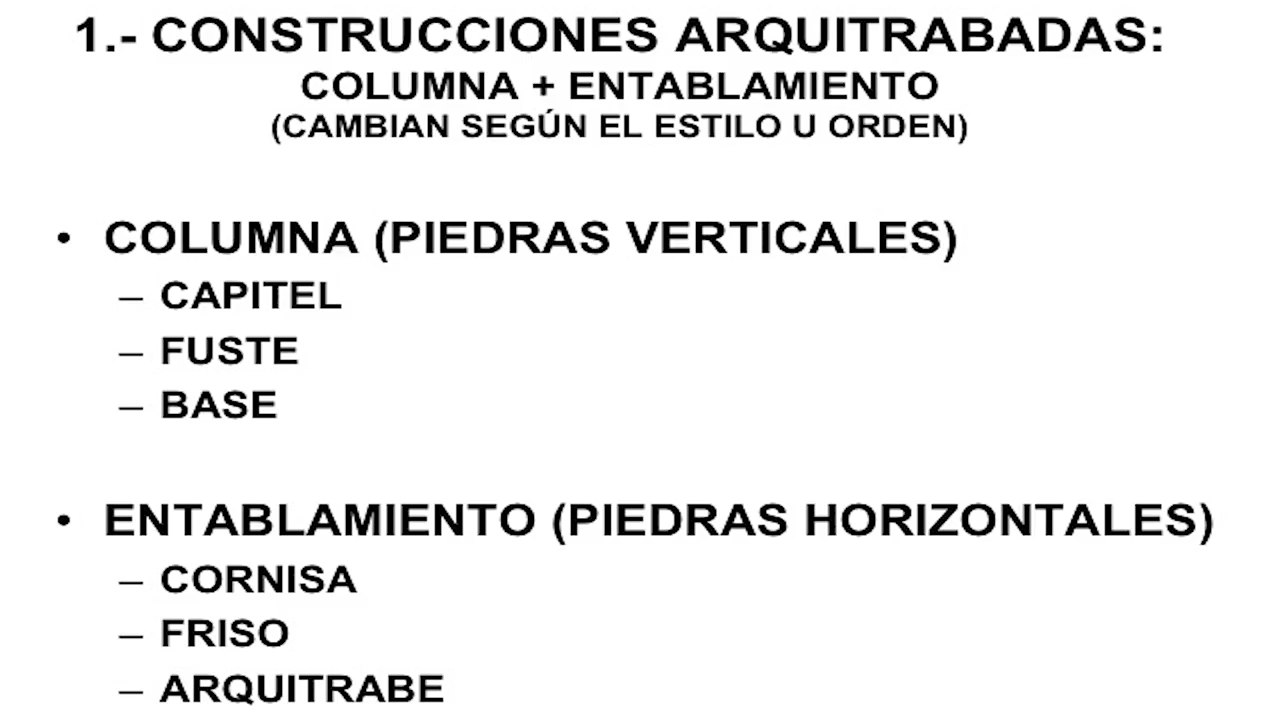 1.- CONSTRUCCIONES ARQUITRABADAS:
COLUMNA + ENTABLAMIENTO
(CAMBIAN SEGÚN EL ESTILO U ORDEN)
• COLUMNA (PIEDRAS VERTICALES)
– CAPITEL
– FUSTE
– BASE
• ENTABLAMIENTO (PIEDRAS HORIZONTALES)
– CORNISA
– FRISO
– ARQUITRABE